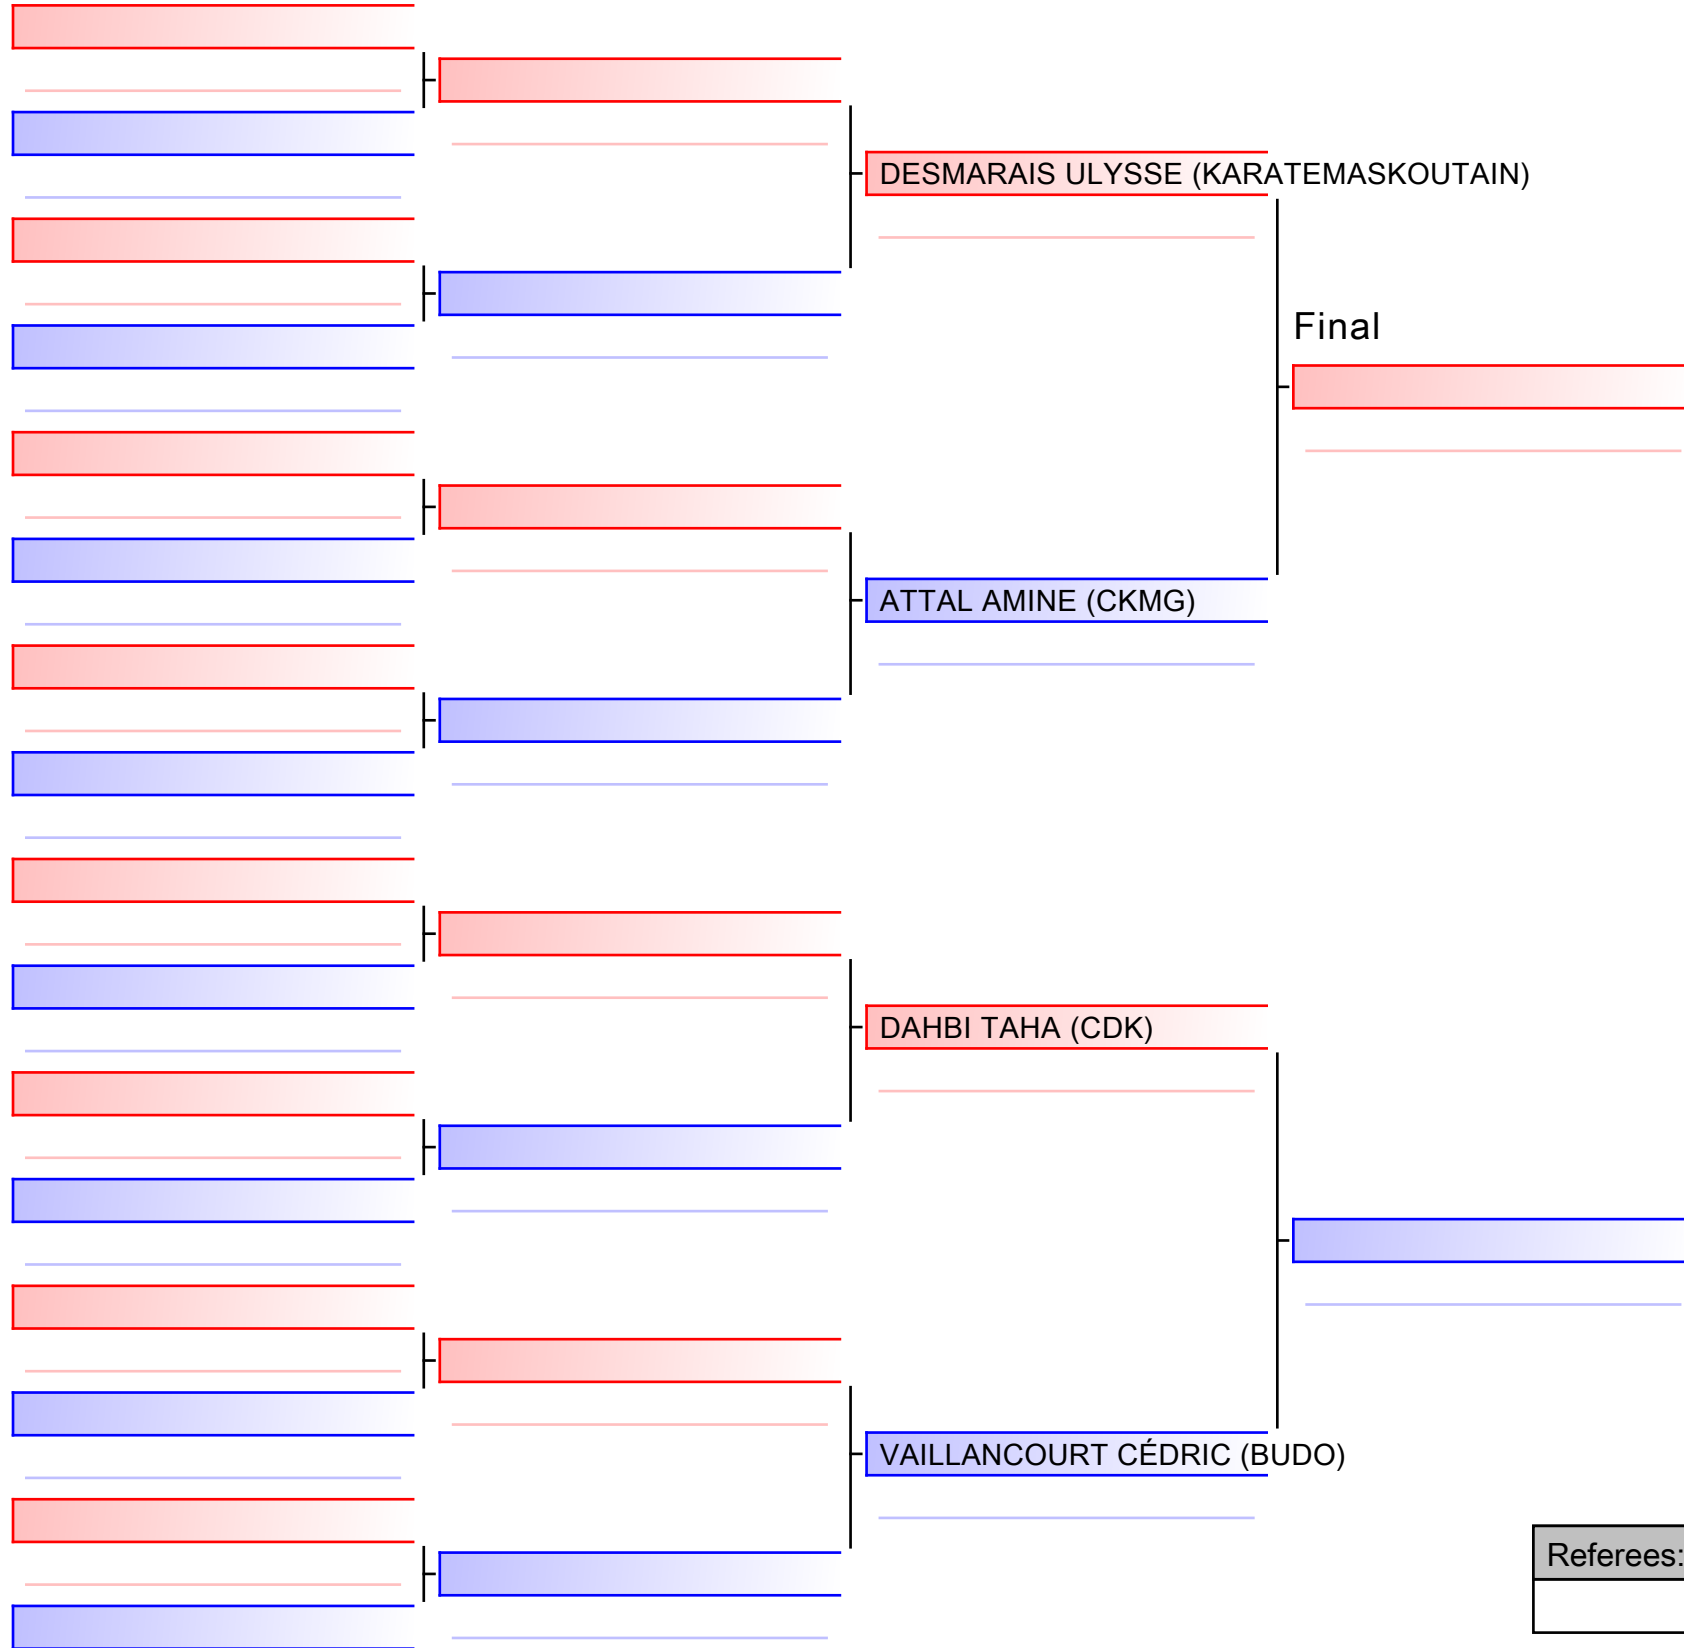 DESMARAIS ULYSSE (KARATEMASKOUTAIN)
Final
ATTAL AMINE (CKMG)
DAHBI TAHA (CDK)
VAILLANCOURT CÉDRIC (BUDO)
Referees: